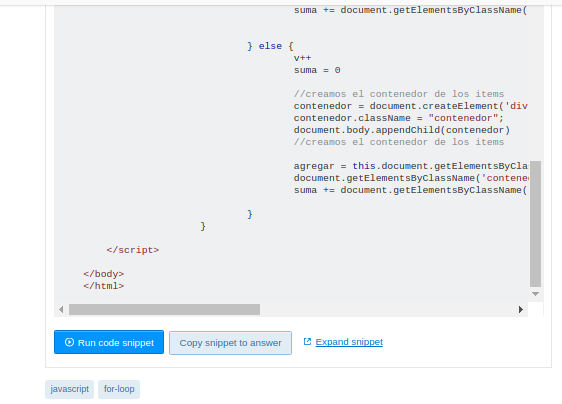 suma += document.getElementsByClassName(
} else {
v++
suma = 0
//creamos el contenedor de los items
contenedor = document.createElement('div
contenedor.className = "contenedor";
document.body.appendChild(contenedor)
//creamos el contenedor de los items
agregar = this.document.getElementsByCla
document.getElementsByClassName('conten
suma += document.getElementsByClassName(
}
}
</script>
</body>
</html>
Run code snippet
Copy snippet to answer
Expand snippet
javascript
for-loop